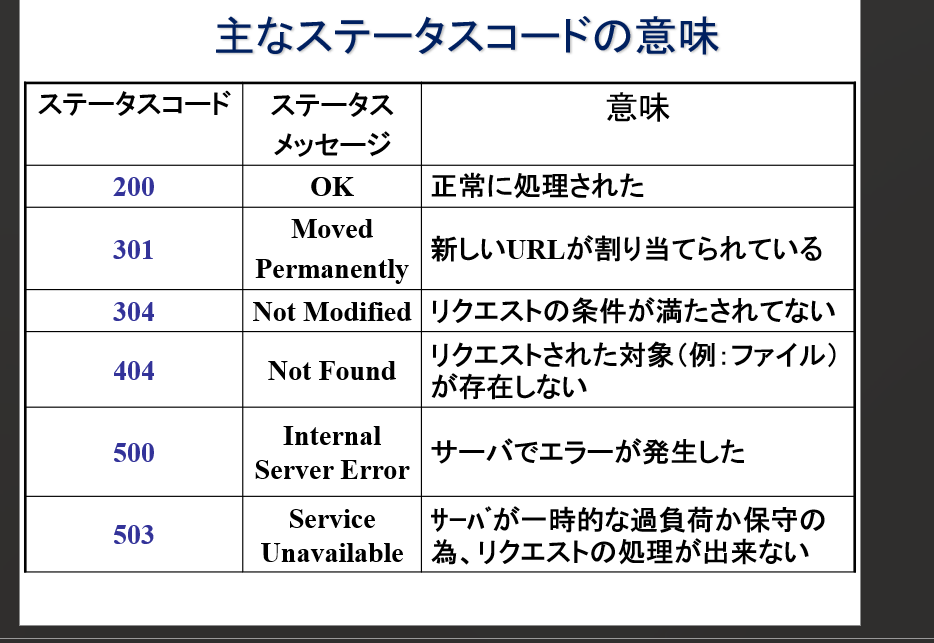 主なステータスコードの意味
ステータスコード
ステータス
メッセージ
意味
200
OK
正常に処理された
301
Moved
Permanently
新しいURLが割り当てられている
304
Not Modified
リクエストの条件が満たされてない
404
Not Found
リクエストされた対象（例：ファイル）
が存在しない
500
Internal
Server Error
サーバでエラーが発生した
503
Service
Unavailable
ｻｰﾊﾞが一時的な過負荷か保守の
為、リクエストの処理が出来ない